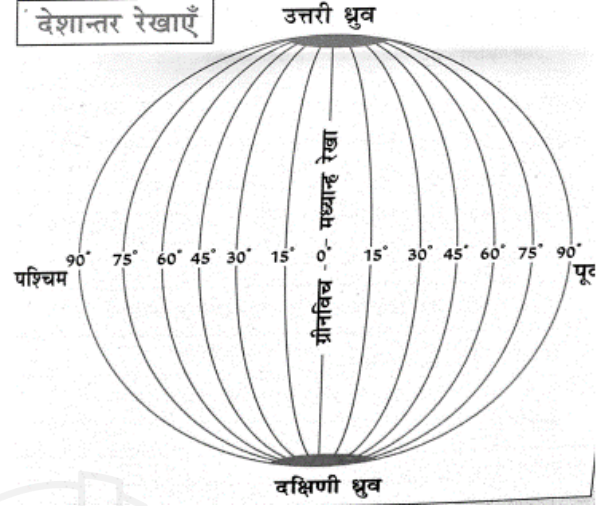 देशान्तर रेखाएँ
उत्तरी ध्रुव
ग्रीनविच - मध्यान्ह रेखा
पश्चिम 90° 75° 60° 45° 30° 15° 0° 15° 30° 45° 60° 75° 90°
दक्षिणी ध्रुव